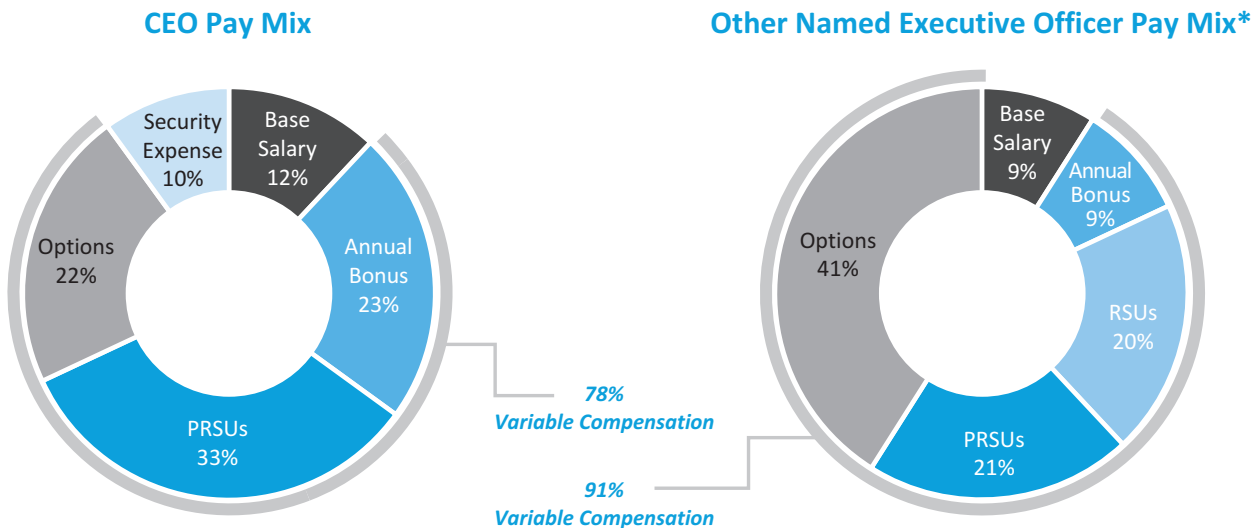 CEO Pay Mix
Security
Expense
10%
Base
Salary
12%
Annual
Bonus
23%
PRSUs
33%
Options
22%
78%
Variable Compensation
Other Named Executive Officer Pay Mix*
Base
Salary
9%
Annual
Bonus
9%
RSUs
20%
PRSUs
21%
Options
41%
91%
Variable Compensation